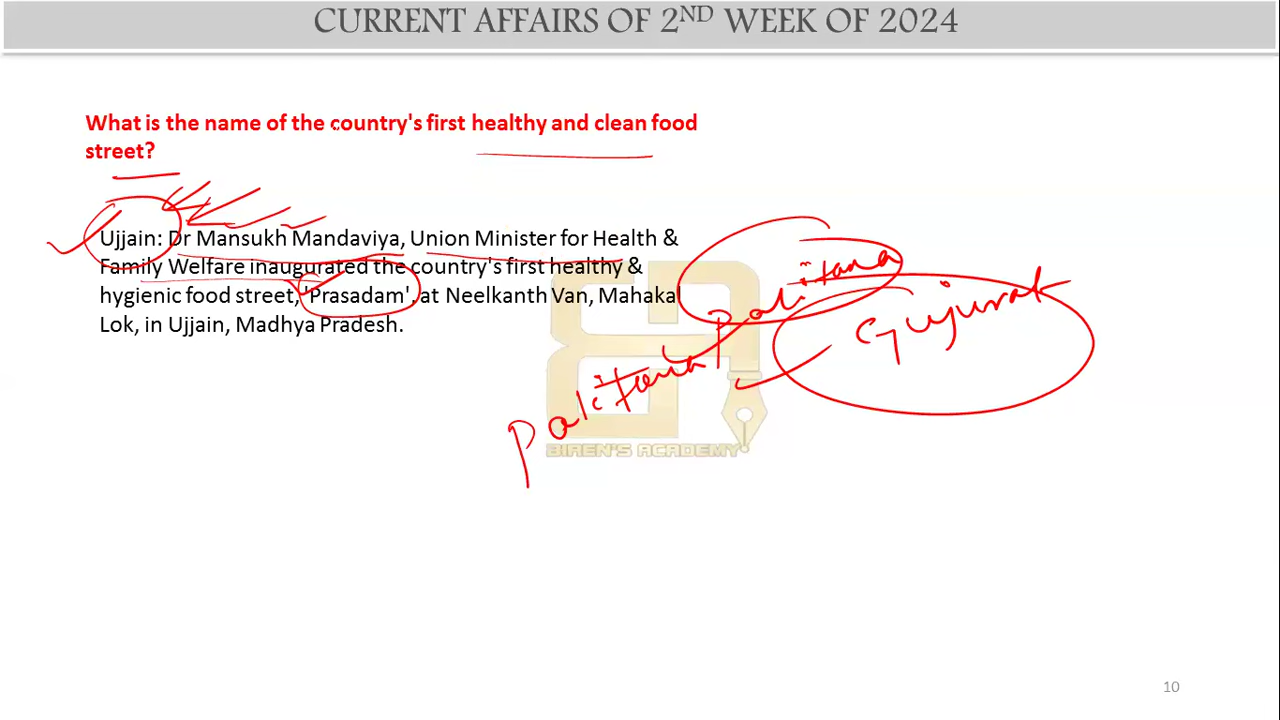 CURRENT AFFAIRS OF 2ND WEEK OF 2024
What is the name of the country's first healthy and clean food
street?
Ujjain: Dr Mansukh Mandaviya, Union Minister for Health &
Family Welfare inaugurated the country's first healthy &
hygienic food street, 'Prasadam', at Neelkanth Van, Mahakal
Lok, in Ujjain, Madhya Pradesh.
Palitana
Gujurat
Palitana
BIREN'S ACADEMY
10